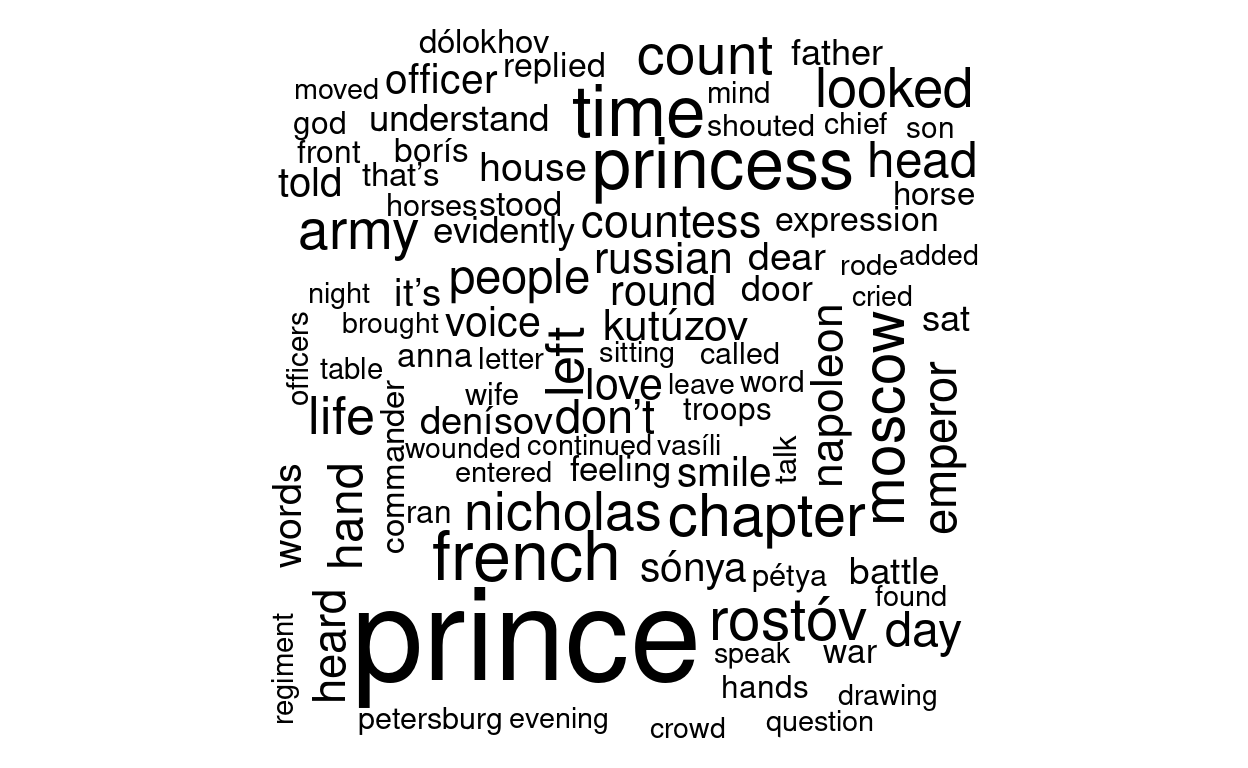 dólokhov
count father
moved officer replied looked
time mind
god understand shouted chief son
front borís house princess head
told that's
horses stood horse
army evidently countess expression
russian dear rode added
people
night it's round door cried
brought voice kutúzov sat
officers
table anna letter left sitting called
napoleon moscow emperor
wife love leave word
life commander denísov don't troops
wounded continued vasíli
talk
entered feeling smile
words hand
ran nicholas chapter
french sónya pétya battle
found
heard prince rostóv day
regiment speak war
hands drawing
petersburg evening crowd question